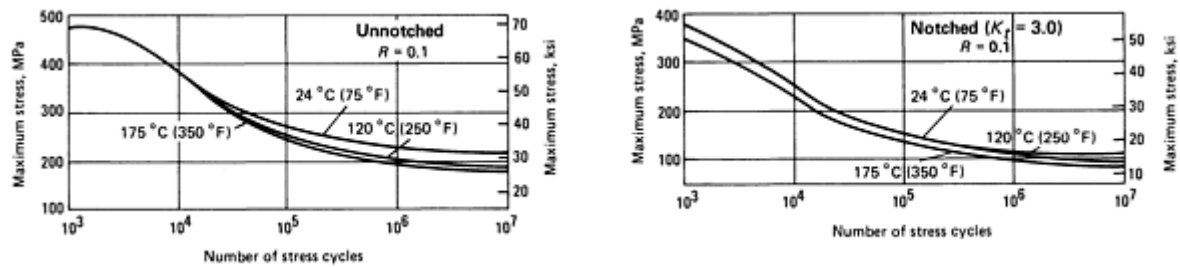 Unnotched
R = 0.1
Maximum stress, MPa
500
400
300
200
100
24 °C (75 °F)
175 °C (350 °F)
120 °C (250 °F)
70
60
50
40
30
20
Maximum stress, ksi
10³ 10⁴ 10⁵ 10⁶ 10⁷
Number of stress cycles
Notched (Kt = 3.0)
R = 0.1
Maximum stress, MPa
400
300
200
100
24 °C (75 °F)
120 °C (250 °F)
175 °C (350 °F)
50
40
30
20
10
Maximum stress, ksi
10³ 10⁴ 10⁵ 10⁶ 10⁷
Number of stress cycles